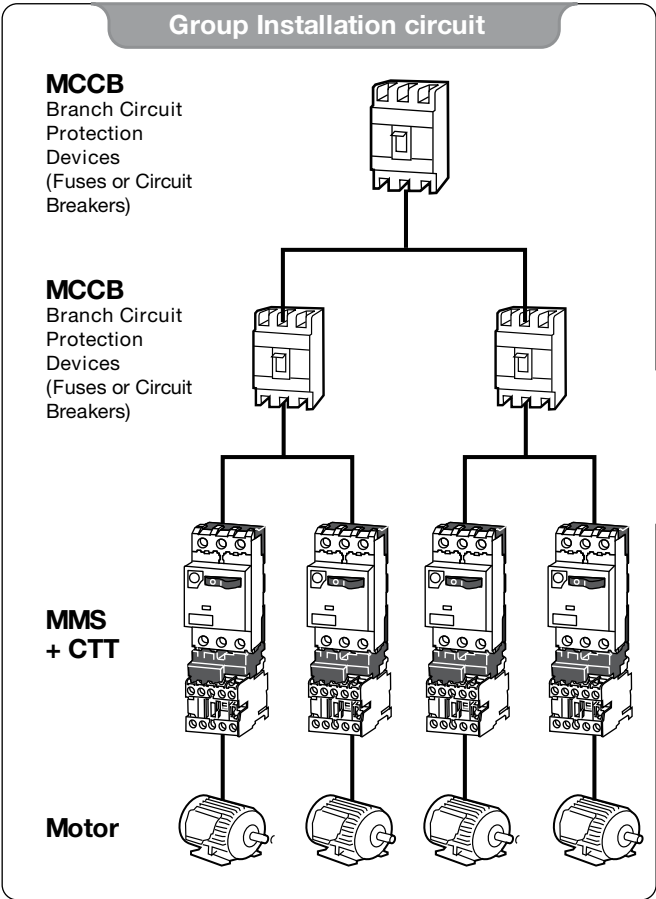 Group Installation circuit
MCCB
Branch Circuit
Protection
Devices
(Fuses or Circuit
Breakers)
MCCB
Branch Circuit
Protection
Devices
(Fuses or Circuit
Breakers)
MMS
+ CTT
Motor